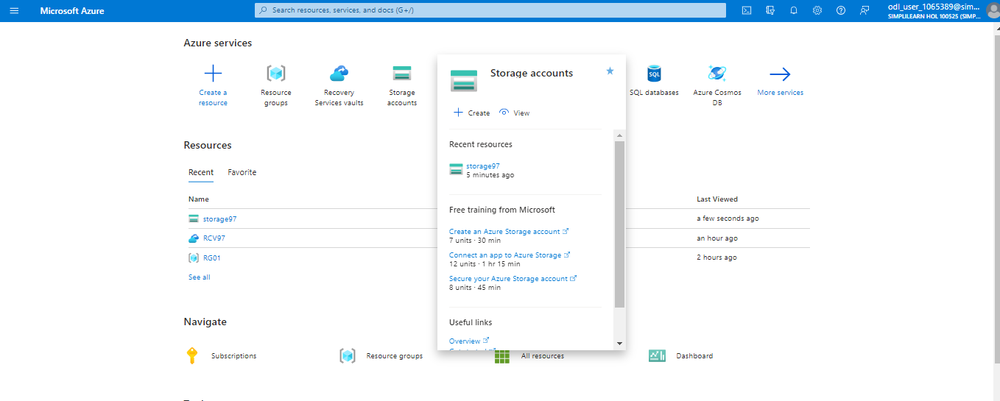 Microsoft Azure
Search resources, services, and docs (G+/)
odl_user_1065389@sim...
SIMPLILEARN HOL 100525 (SIMP...
Azure services
Create a
resource
Resource
groups
Recovery
Services vaults
Storage
accounts
SQL
SQL databases
Azure Cosmos
DB
More services
Storage accounts
Create
View
Recent resources
storage97
5 minutes ago
Free training from Microsoft
Create an Azure Storage account
7 units · 30 min
Connect an app to Azure Storage
12 units · 1 hr 15 min
Secure your Azure Storage account
8 units · 45 min
Useful links
Overview
Resources
Recent
Favorite
Name
Last Viewed
storage97
a few seconds ago
RCV97
an hour ago
RG01
2 hours ago
See all
Navigate
Subscriptions
Resource groups
All resources
Dashboard